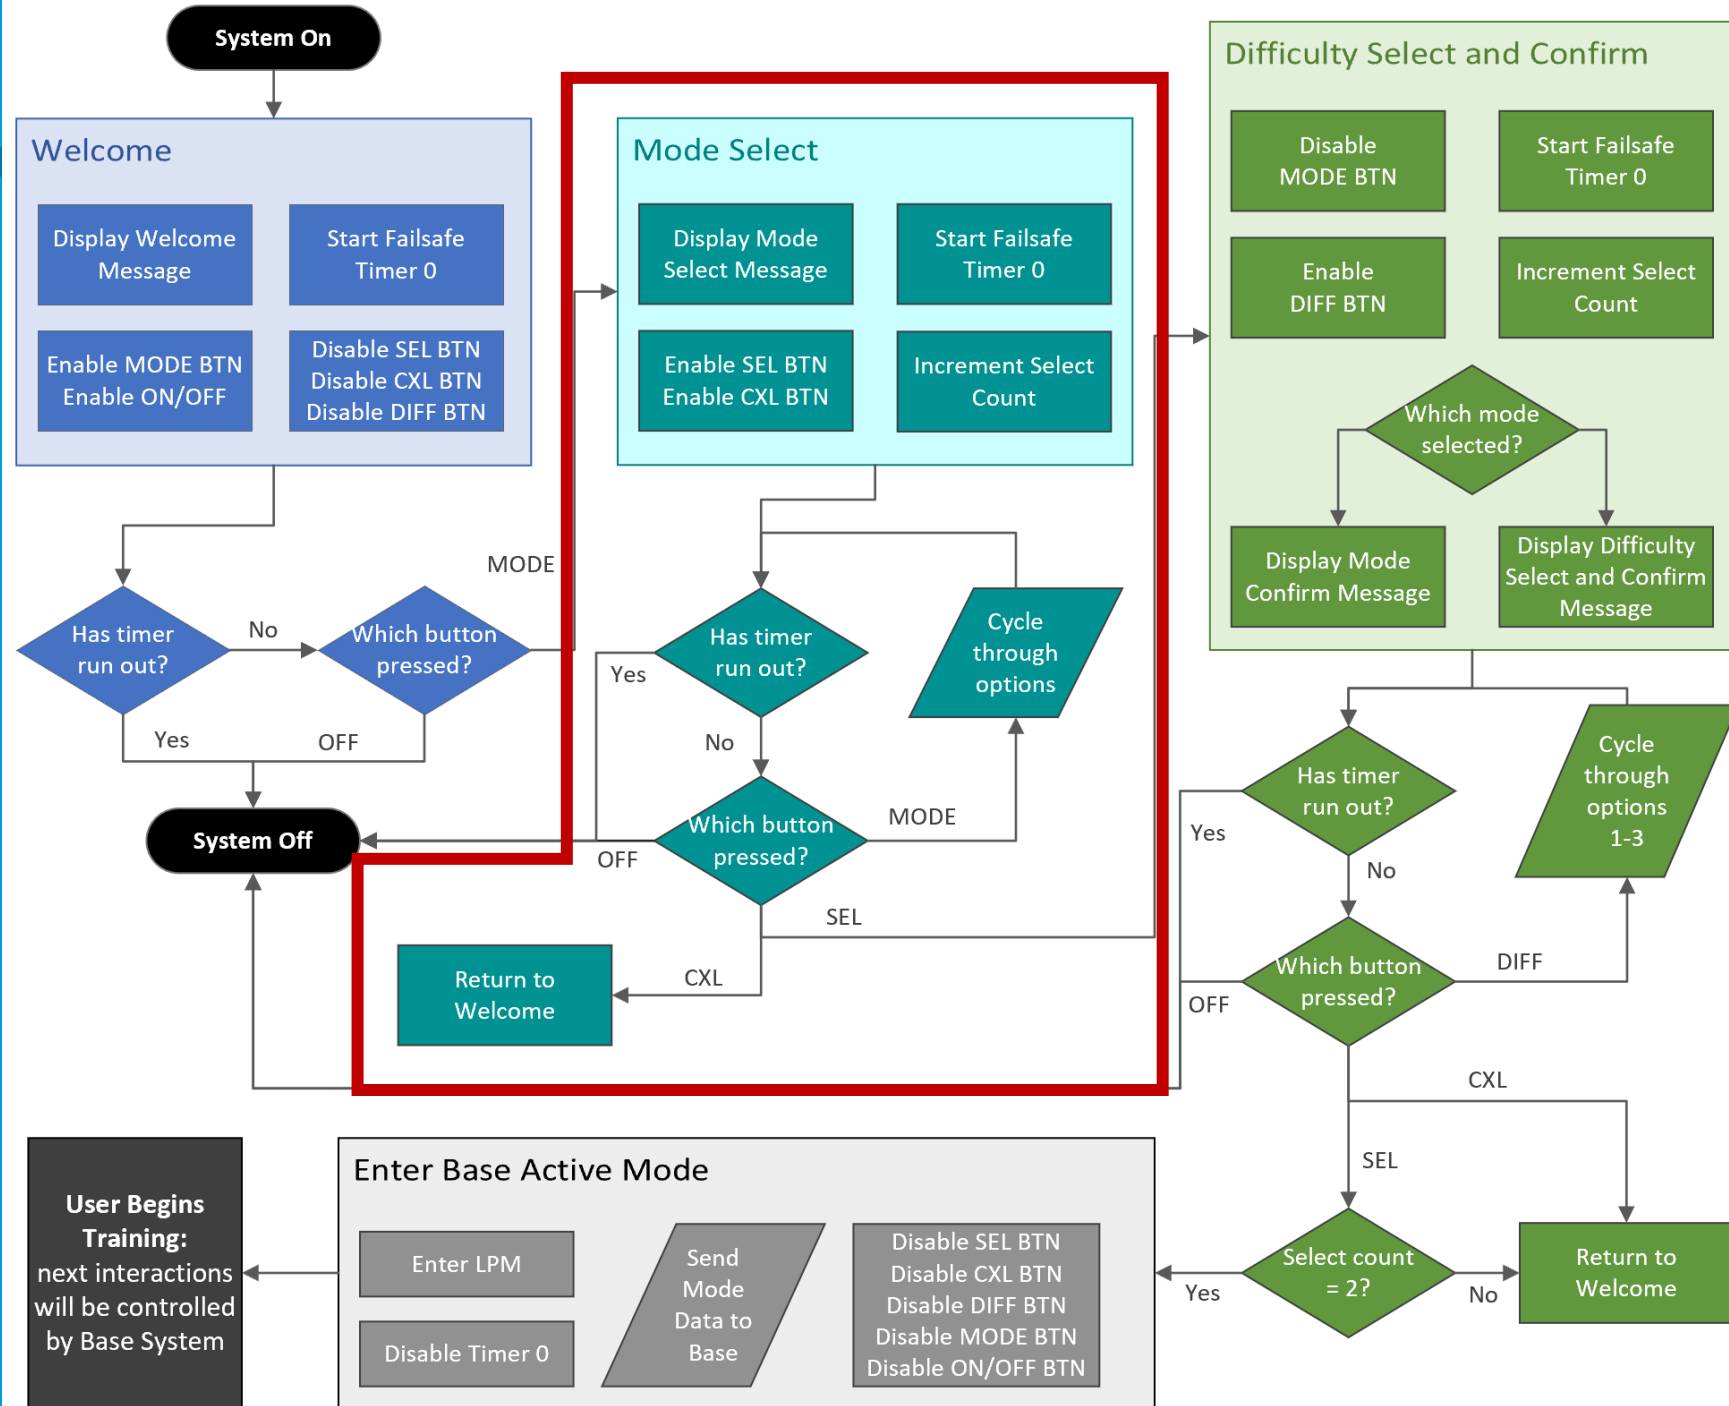 System On
Welcome
Display Welcome
Message
Start Failsafe
Timer 0
Enable MODE BTN
Enable ON/OFF
Disable SEL BTN
Disable CXL BTN
Disable DIFF BTN
Has timer
run out?
No
Which button
pressed?
MODE
Yes
OFF
System Off
Mode Select
Display Mode
Select Message
Start Failsafe
Timer 0
Enable SEL BTN
Enable CXL BTN
Increment Select
Count
Has timer
run out?
Yes
No
Cycle
through
options
Which button
pressed?
MODE
OFF
SEL
CXL
Return to
Welcome
Difficulty Select and Confirm
Disable
MODE BTN
Start Failsafe
Timer 0
Enable
DIFF BTN
Increment Select
Count
Which mode
selected?
Display Mode
Confirm Message
Display Difficulty
Select and Confirm
Message
Has timer
run out?
Yes
No
Cycle
through
options
1-3
Which button
pressed?
DIFF
OFF
CXL
SEL
Select count
= 2?
Yes
No
Return to
Welcome
Enter Base Active Mode
Enter LPM
Disable Timer 0
Send
Mode
Data to
Base
Disable SEL BTN
Disable CXL BTN
Disable DIFF BTN
Disable MODE BTN
Disable ON/OFF BTN
User Begins
Training:
next interactions
will be controlled
by Base System